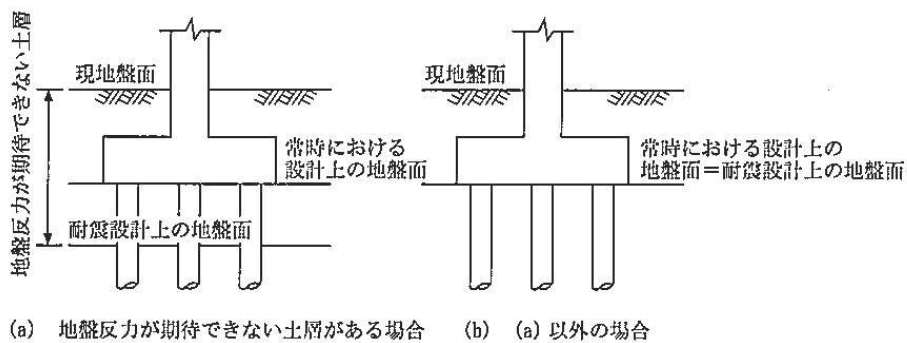 地盤反力が期待できない土層
現地盤面
常時における
設計上の地盤面
耐震設計上の地盤面
現地盤面
常時における設計上の
地盤面=耐震設計上の地盤面
(a) 地盤反力が期待できない土層がある場合
(b) (a) 以外の場合